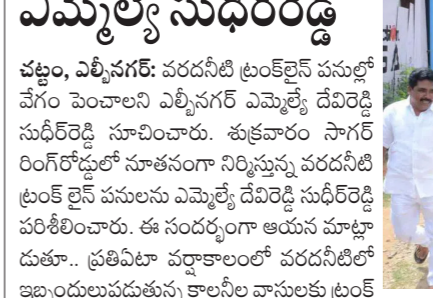 ఎమ్మెల్యే సుధీర్‌రెడ్డి
చట్టం, ఎల్బీనగర్: వరదనీటి ట్రంక్‌లైన్ పనుల్లో
వేగం పెంచాలని ఎల్బీనగర్ ఎమ్మెల్యే దేవిరెడ్డి
సుధీర్‌రెడ్డి సూచించారు. శుక్రవారం సాగర్
రింగ్‌రోడ్డులో నూతనంగా నిర్మిస్తున్న వరదనీటి
ట్రంక్ లైన్ పనులను ఎమ్మెల్యే దేవిరెడ్డి సుధీర్‌రెడ్డి
పరిశీలించారు. ఈ సందర్భంగా ఆయన మాట్లా
డుతూ.. ప్రతిఏటా వర్షాకాలంలో వరదనీటిలో
ఇబ్బందులుపడుతున్న కాలనీల వాసులకు ట్రంక్